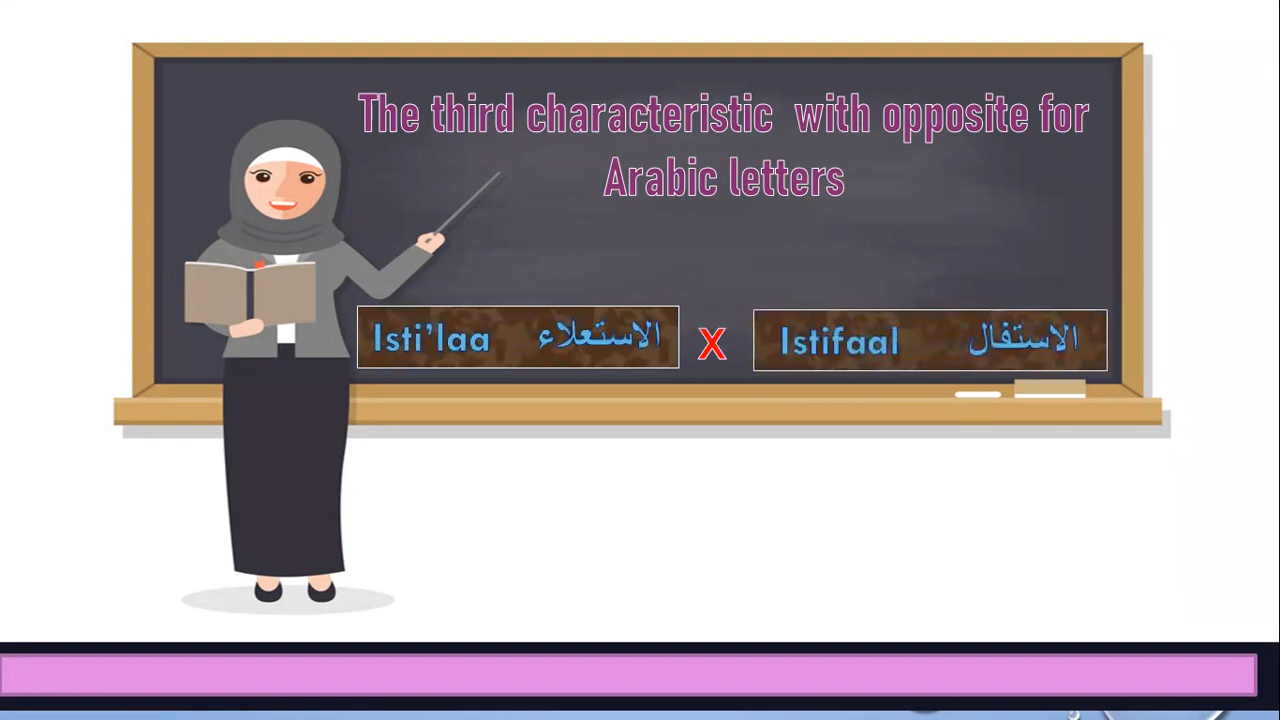 The third characteristic with opposite for
Arabic letters
Isti’laa الاستعلاء X Istifaal الاستفال